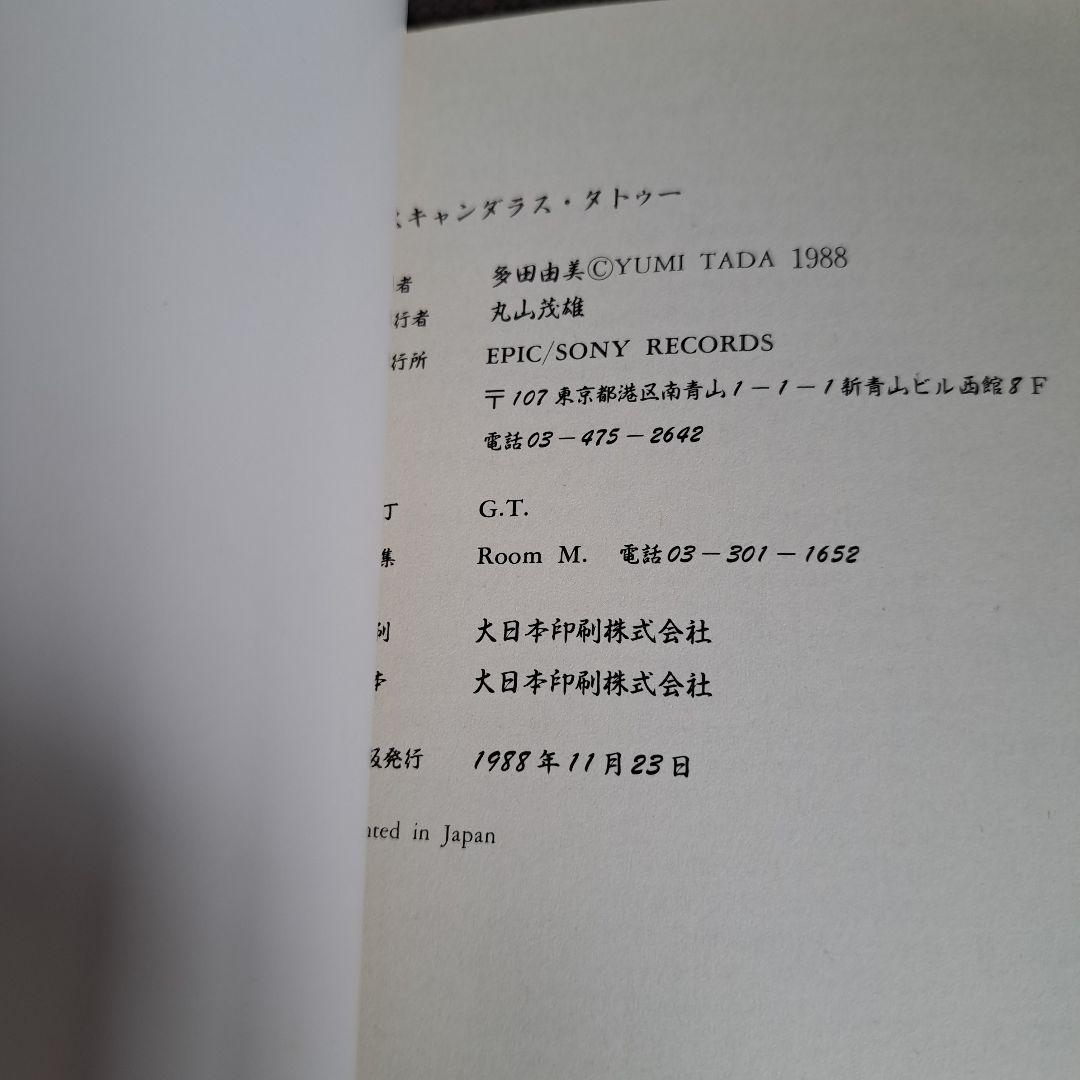 スキャンダラス・タトゥー
者 多田由美©YUMI TADA 1988
行者 丸山茂雄
行所 EPIC/SONY RECORDS
〒107東京都港区南青山1−1−1新青山ビル西館8F
電話03−475−2642
丁 G.T.
集 Room M. 電話03−301−1652
刷 大日本印刷株式会社
本 大日本印刷株式会社
版発行 1988年11月23日
nted in Japan